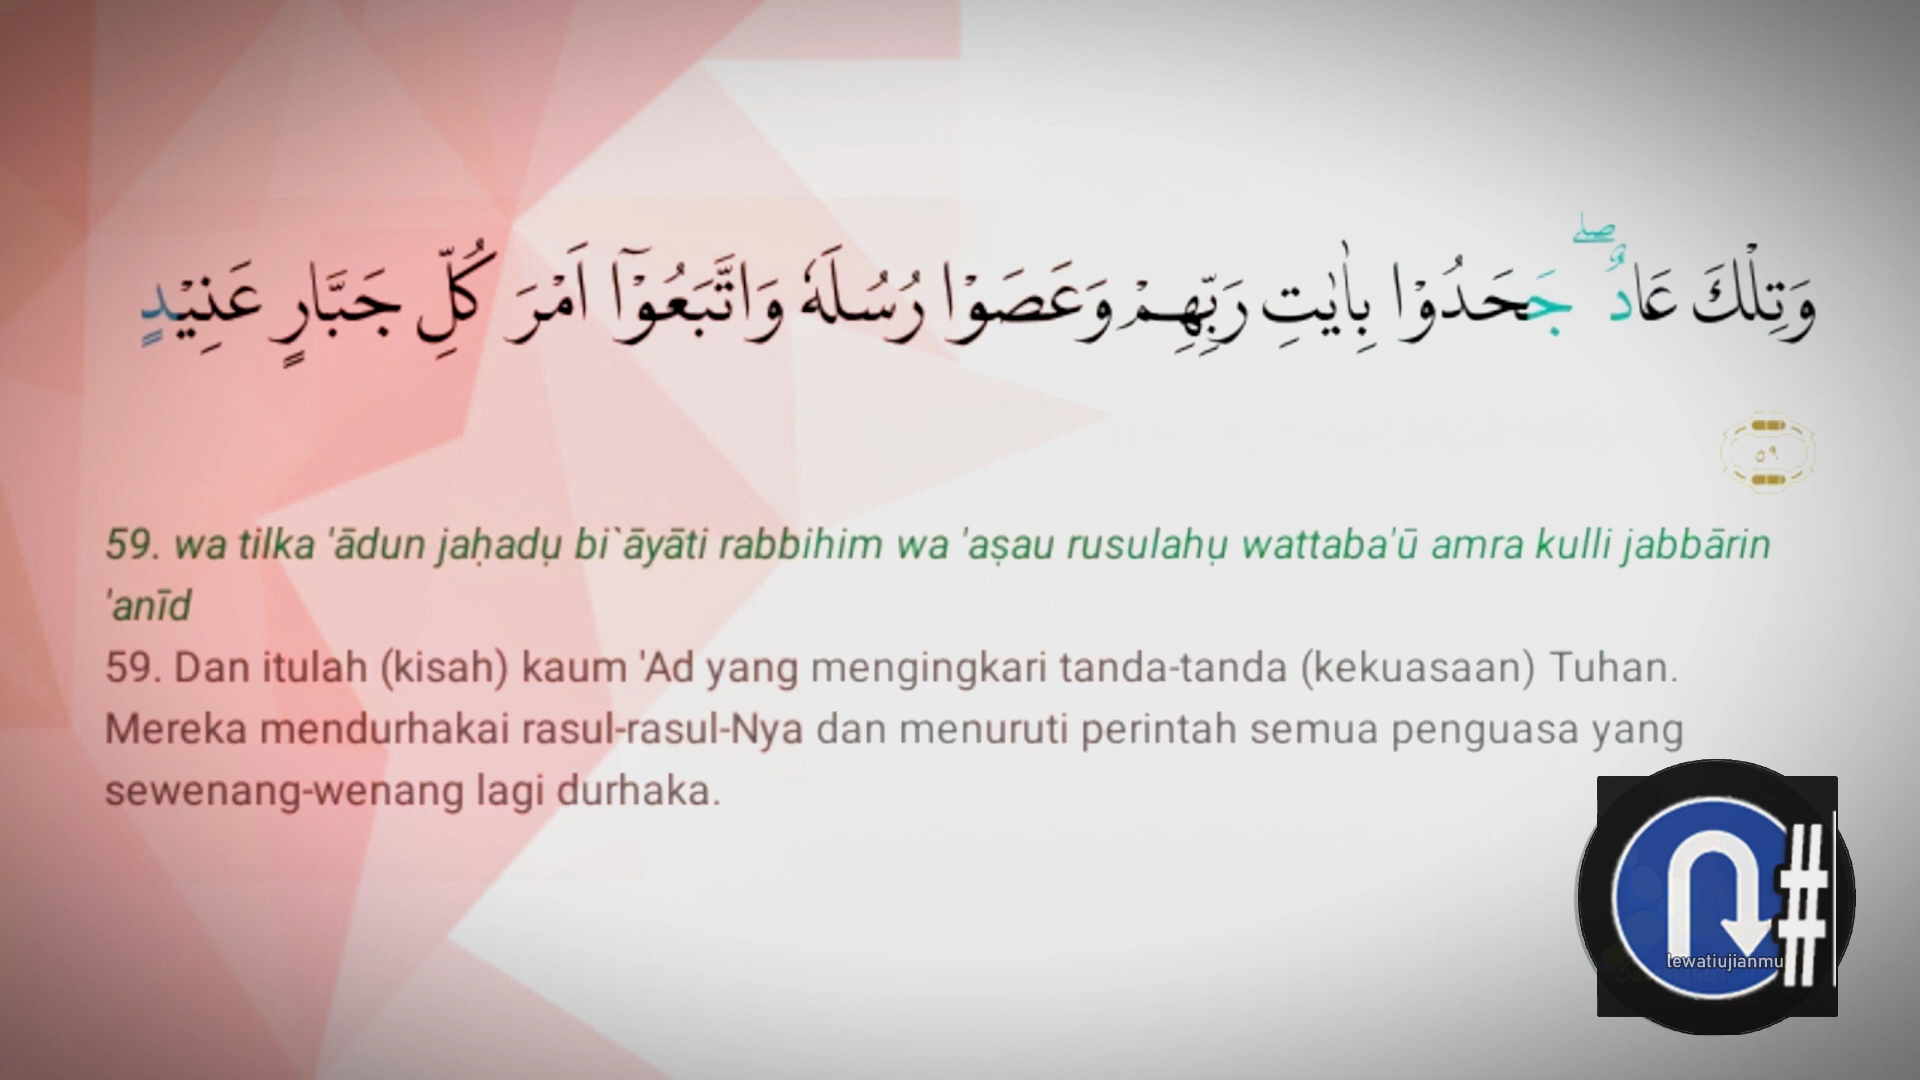 وَتِلْكَ عَادٌ ۖ جَحَدُوْا بِاٰيٰتِ رَبِّهِمْ وَعَصَوْا رُسُلَهٗ وَاتَّبَعُوْٓا اَمْرَ كُلِّ جَبَّارٍ عَنِيْدٍ
٥٩
59. wa tilka 'ādun jaḥadụ bi`āyāti rabbihim wa 'aṣau rusulahụ wattaba'ū amra kulli jabbārin
'anīd
59. Dan itulah (kisah) kaum 'Ad yang mengingkari tanda-tanda (kekuasaan) Tuhan.
Mereka mendurhakai rasul-rasul-Nya dan menuruti perintah semua penguasa yang
sewenang-wenang lagi durhaka.
#
lewatiujianmu